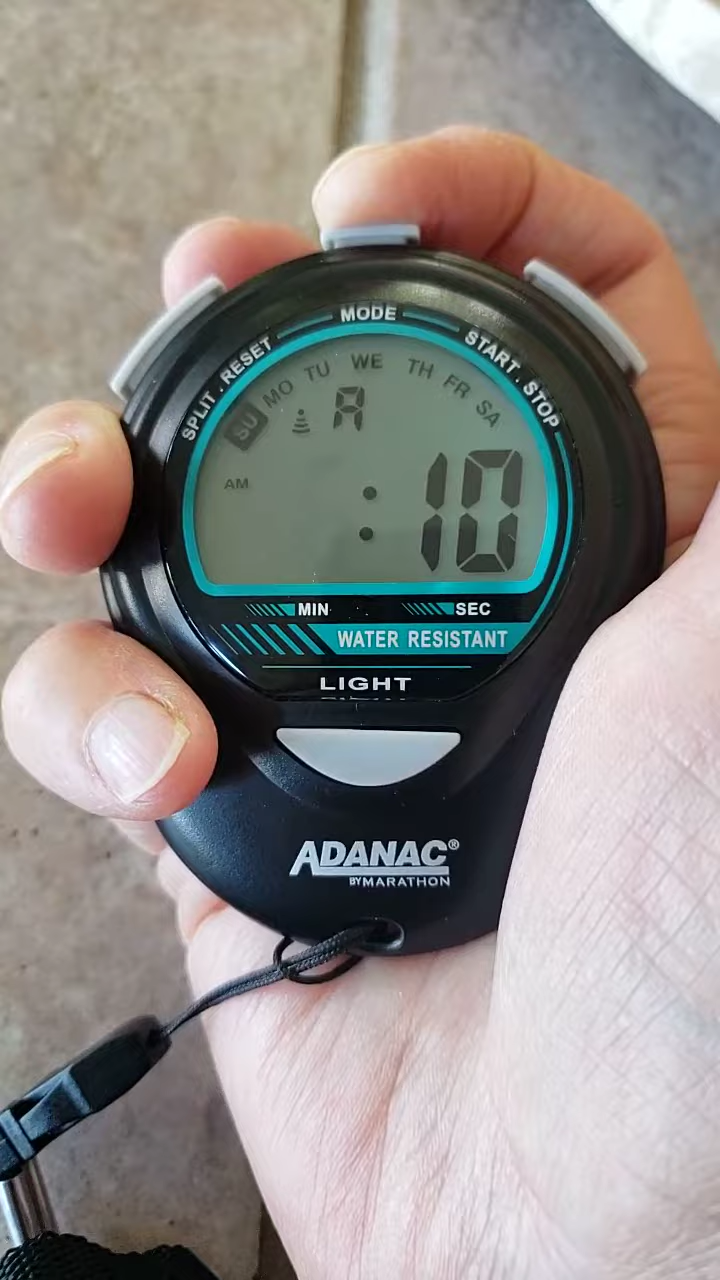 MODE
SPLIT . RESET
START . STOP
SU MO TU WE TH FR SA
A
AM
:10
MIN SEC
WATER RESISTANT
LIGHT
ADANAC®
BY MARATHON